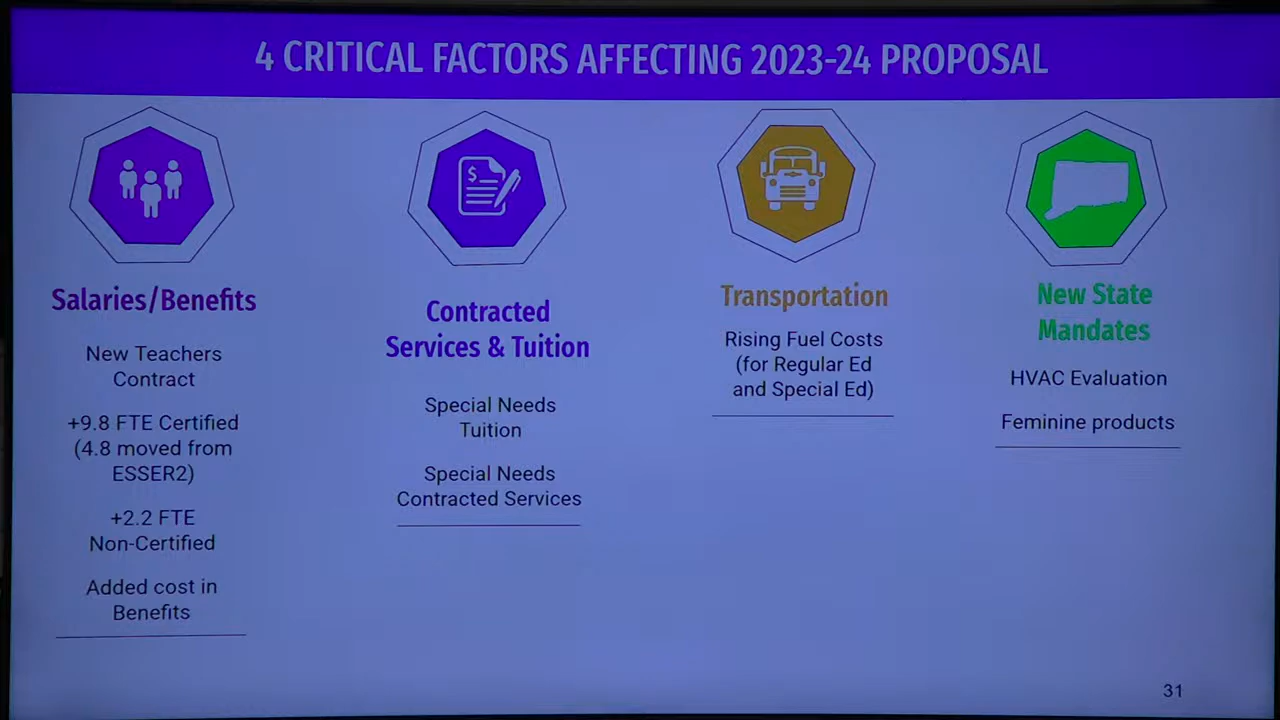 4 CRITICAL FACTORS AFFECTING 2023-24 PROPOSAL
$
Salaries/Benefits
New Teachers
Contract
+9.8 FTE Certified
(4.8 moved from
ESSER2)
+2.2 FTE
Non-Certified
Added cost in
Benefits
Contracted
Services & Tuition
Special Needs
Tuition
Special Needs
Contracted Services
Transportation
Rising Fuel Costs
(for Regular Ed
and Special Ed)
New State
Mandates
HVAC Evaluation
Feminine products
31